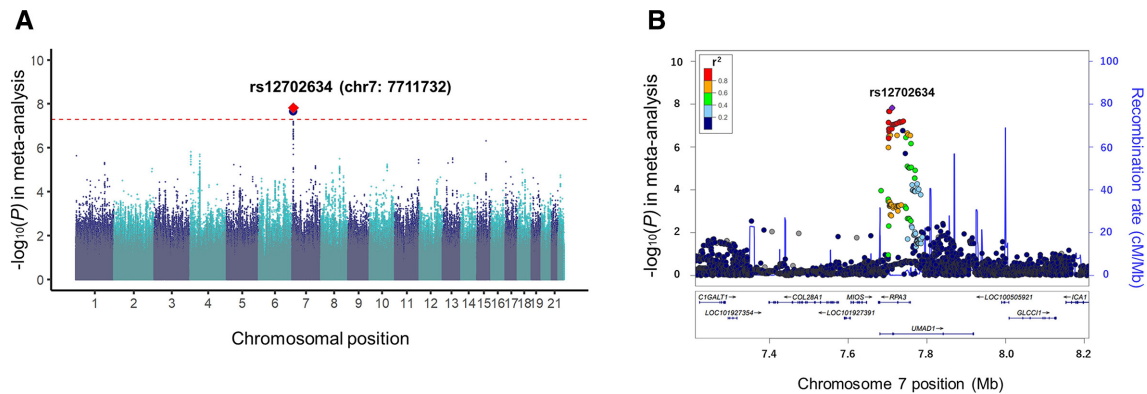 A
-log10(P) in meta-analysis
10
8
6
4
2
0
rs12702634 (chr7: 7711732)
1 2 3 4 5 6 7 8 9 10 11 12 13 14 15 16 17 18 19 21
Chromosomal position
B
-log10(P) in meta-analysis
10
8
6
4
2
0
r2
0.8
0.6
0.4
0.2
rs12702634
100
80
60
40
20
0
Recombination rate (cM/Mb)
C1GALT1→ ←COL28A1 MIOS→ ←RPA3 ←LOC100505921 ←ICA1
LOC101927354→ ←LOC101927391 GLCCI1→
UMAD1→
7.4 7.6 7.8 8.0 8.2
Chromosome 7 position (Mb)